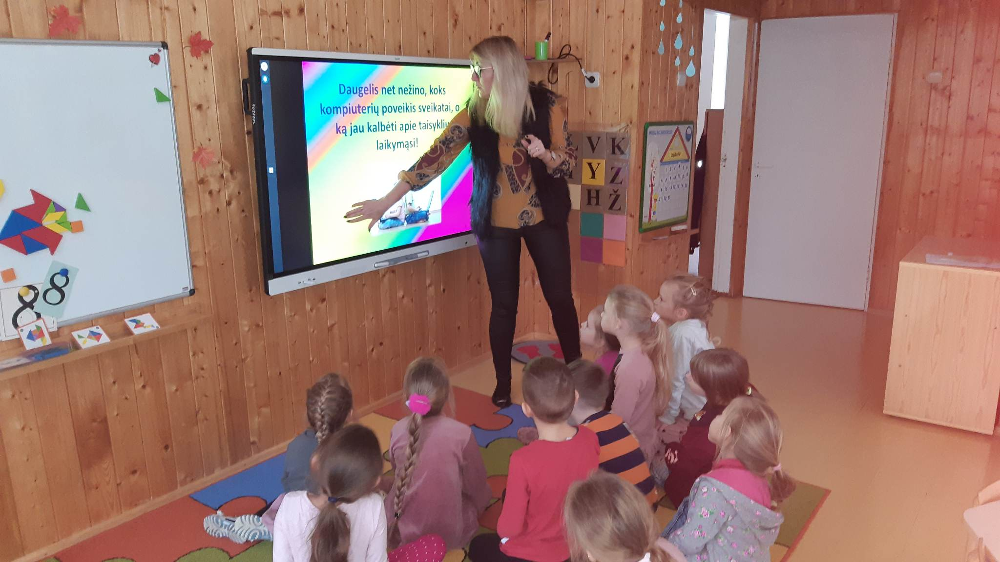 Daugelis net nežino, koks
kompiuterių poveikis sveikatai, o
ką jau kalbėti apie taisyklių
laikymąsi!
V K
Y Z
H Ž
8
8